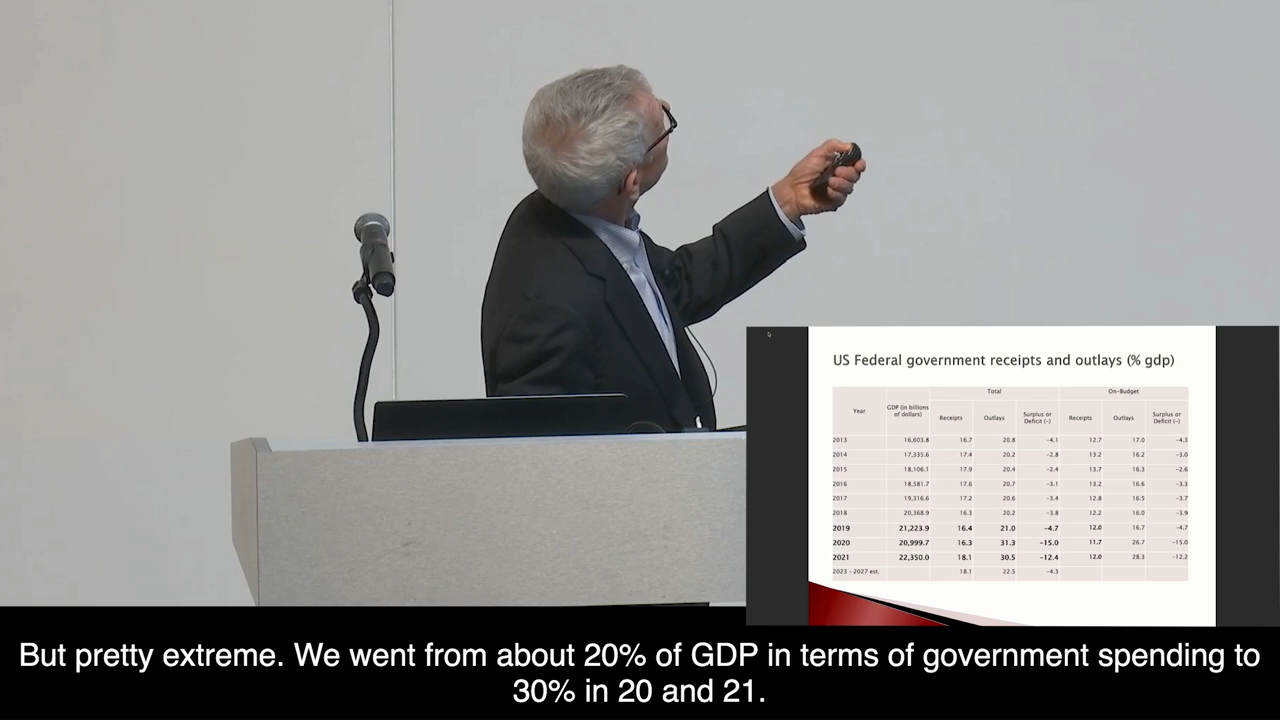 US Federal government receipts and outlays (% gdp)
Total On-Budget
Year GDP (in billions of dollars) Receipts Outlays Surplus or Deficit (-) Receipts Outlays Surplus or Deficit (-)
2013 16,603.8 16.7 20.8 -4.1 12.7 17.0 -4.3
2014 17,335.6 17.4 20.2 -2.8 13.2 16.2 -3.0
2015 18,106.1 17.9 20.4 -2.4 13.7 16.3 -2.6
2016 18,581.7 17.6 20.7 -3.1 13.2 16.6 -3.3
2017 19,316.6 17.2 20.6 -3.4 12.8 16.5 -3.7
2018 20,368.9 16.3 20.2 -3.8 12.2 16.0 -3.9
2019 21,223.9 16.4 21.0 -4.7 12.0 16.7 -4.7
2020 20,999.7 16.3 31.3 -15.0 11.7 26.7 -15.0
2021 22,350.0 18.1 30.5 -12.4 12.0 28.3 -12.2
2023 - 2027 est. 18.1 22.5 -4.3
But pretty extreme. We went from about 20% of GDP in terms of government spending to
30% in 20 and 21.